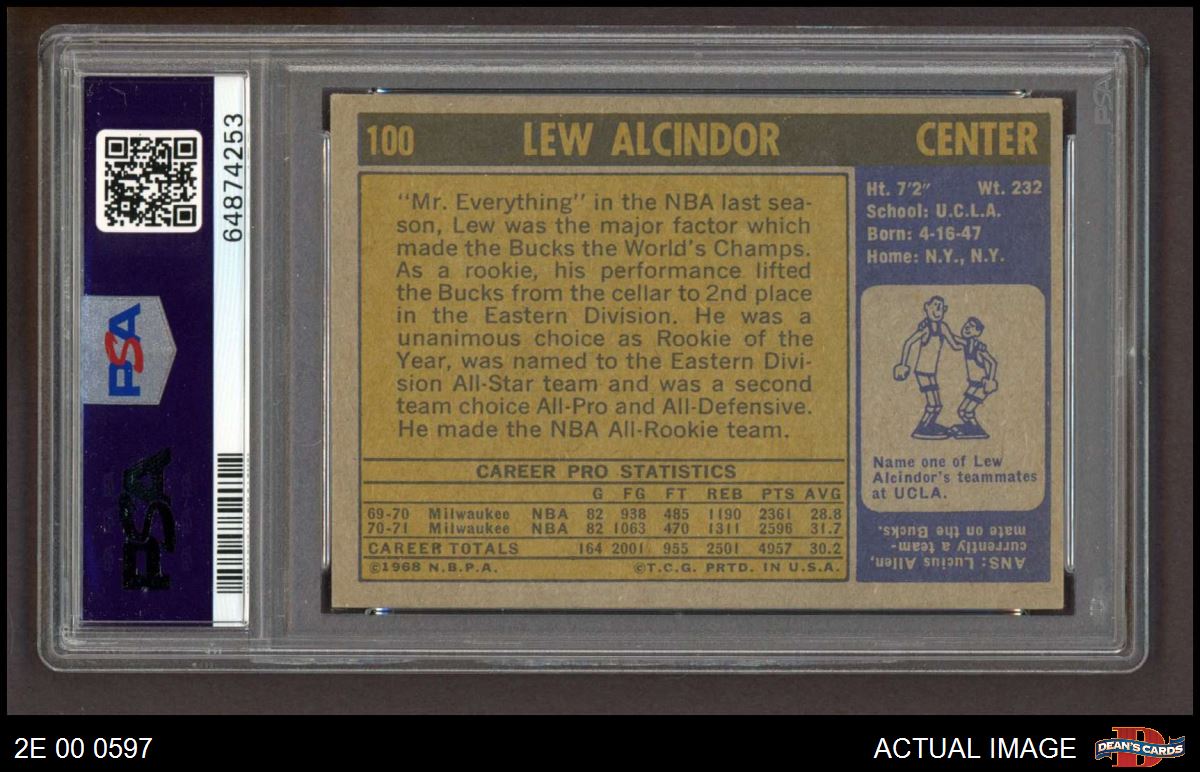 64874253
PSA
PSA
100 LEW ALCINDOR CENTER
"Mr. Everything" in the NBA last sea-
son, Lew was the major factor which
made the Bucks the World's Champs.
As a rookie, his performance lifted
the Bucks from the cellar to 2nd place
in the Eastern Division. He was a
unanimous choice as Rookie of the
Year, was named to the Eastern Divi-
sion All-Star team and was a second
team choice All-Pro and All-Defensive.
He made the NBA All-Rookie team.
CAREER PRO STATISTICS
G FG FT REB PTS AVG
69-70 Milwaukee NBA 82 938 485 1190 2361 28.8
70-71 Milwaukee NBA 82 1063 470 1311 2596 31.7
CAREER TOTALS 164 2001 955 2501 4957 30.2
©1968 N.B.P.A. ©T.C.G. PRTD. IN U.S.A.
Ht. 7'2" Wt. 232
School: U.C.L.A.
Born: 4-16-47
Home: N.Y., N.Y.
Name one of Lew
Alcindor's teammates
at UCLA.
ANS: Lucius Allen,
currently a team-
mate on the Bucks.
PSA
2E 00 0597
ACTUAL IMAGE
DEAN'S CARDS